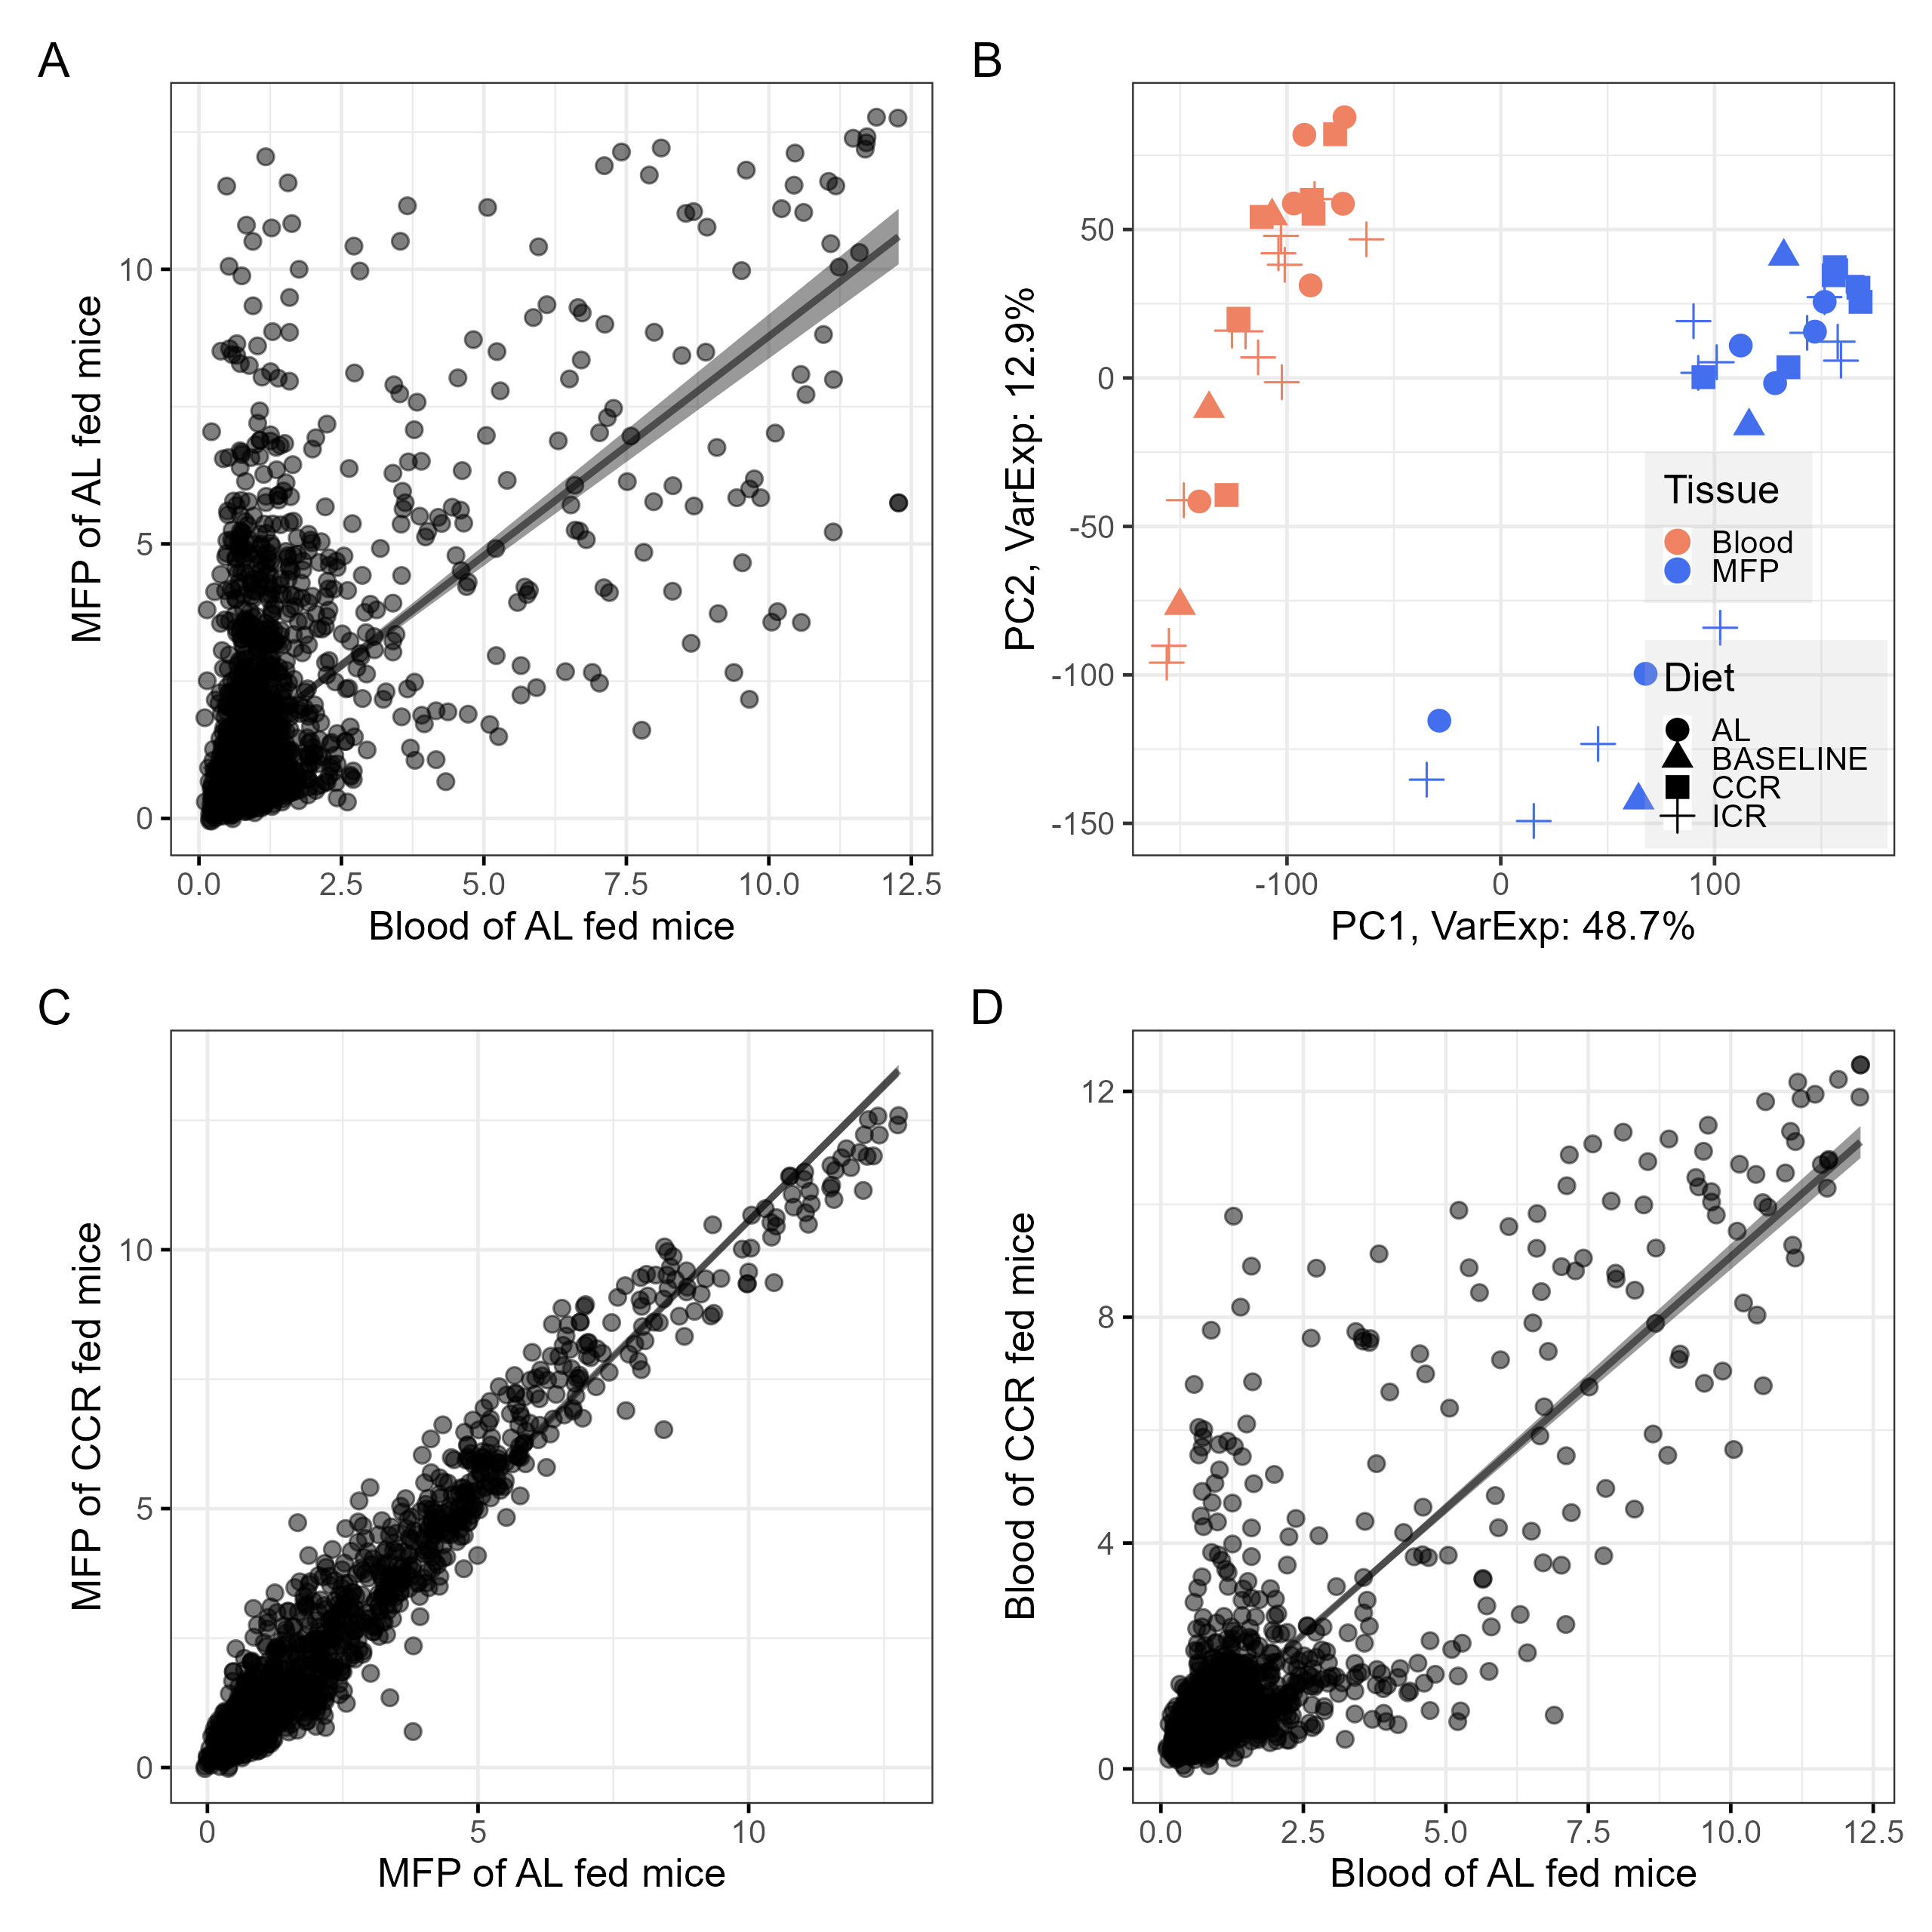 A
MFP of AL fed mice
10
5
0
0.0 2.5 5.0 7.5 10.0 12.5
Blood of AL fed mice
B
PC2, VarExp: 12.9%
50
0
-50
-100
-150
-100 0 100
PC1, VarExp: 48.7%
Tissue
Blood
MFP
Diet
AL
BASELINE
CCR
ICR
C
MFP of CCR fed mice
10
5
0
0 5 10
MFP of AL fed mice
D
Blood of CCR fed mice
12
8
4
0
0.0 2.5 5.0 7.5 10.0 12.5
Blood of AL fed mice